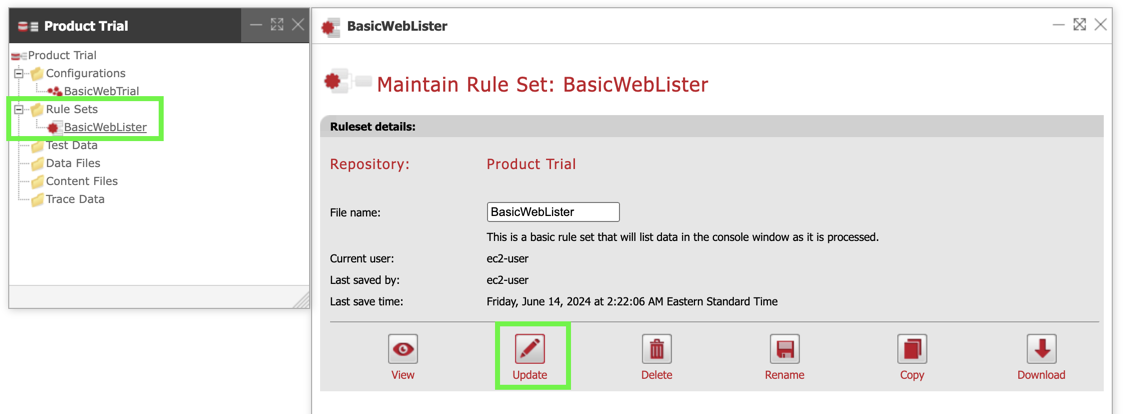 Product Trial
Product Trial
Configurations
BasicWebTrial
Rule Sets
BasicWebLister
Test Data
Data Files
Content Files
Trace Data
BasicWebLister
Maintain Rule Set: BasicWebLister
Ruleset details:
Repository: Product Trial
File name: BasicWebLister
This is a basic rule set that will list data in the console window as it is processed.
Current user: ec2-user
Last saved by: ec2-user
Last save time: Friday, June 14, 2024 at 2:22:06 AM Eastern Standard Time
View Update Delete Rename Copy Download